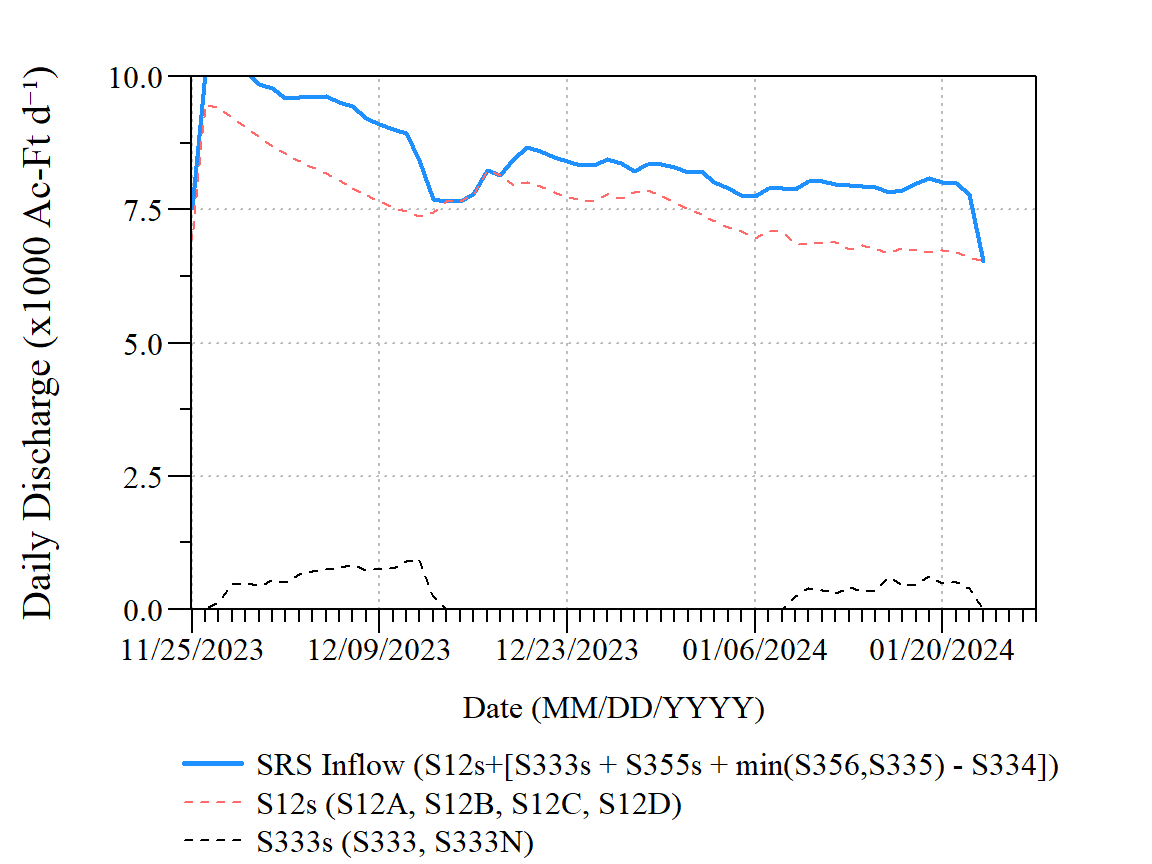 Daily Discharge (x1000 Ac-Ft d⁻¹)
10.0
7.5
5.0
2.5
0.0
11/25/2023 12/09/2023 12/23/2023 01/06/2024 01/20/2024
Date (MM/DD/YYYY)
SRS Inflow (S12s+[S333s + S355s + min(S356,S335) - S334])
S12s (S12A, S12B, S12C, S12D)
S333s (S333, S333N)